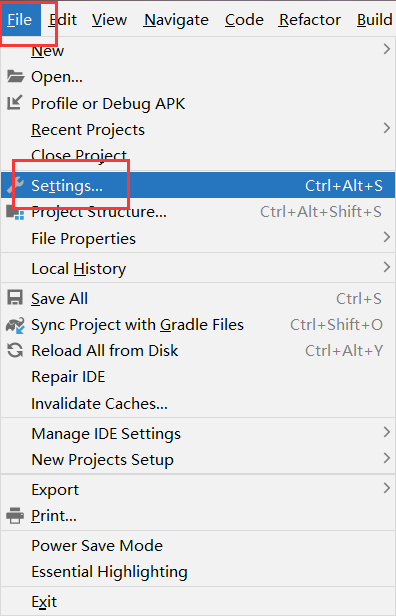 File Edit View Navigate Code Refactor Build
New
Open...
Profile or Debug APK
Recent Projects
Close Project
Settings... Ctrl+Alt+S
Project Structure... Ctrl+Alt+Shift+S
File Properties
Local History
Save All Ctrl+S
Sync Project with Gradle Files Ctrl+Shift+O
Reload All from Disk Ctrl+Alt+Y
Repair IDE
Invalidate Caches...
Manage IDE Settings
New Projects Setup
Export
Print...
Power Save Mode
Essential Highlighting
Exit